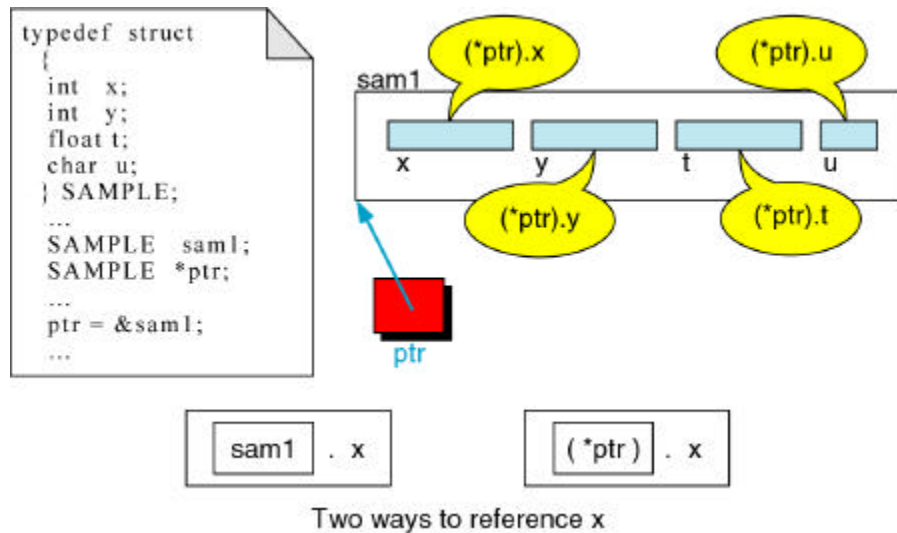 typedef struct
{
int x;
int y;
float t;
char u;
} SAMPLE;
...
SAMPLE sam1;
SAMPLE *ptr;
...
ptr = &sam1;
...
(*ptr).x
(*ptr).u
sam1
x
y
t
u
(*ptr).y
(*ptr).t
ptr
sam1 . x
(*ptr) . x
Two ways to reference x